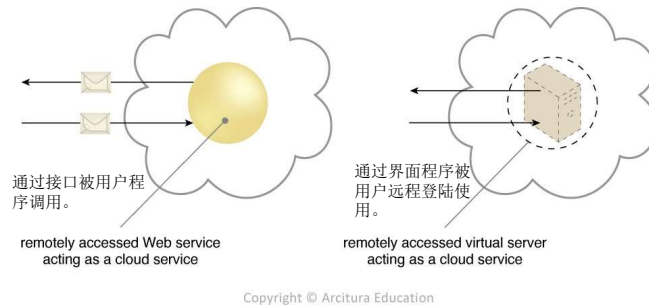 通过接口被用户程
序调用。
remotely accessed Web service
acting as a cloud service
通过界面程序被
用户远程登陆使
用。
remotely accessed virtual server
acting as a cloud service
Copyright © Arcitura Education